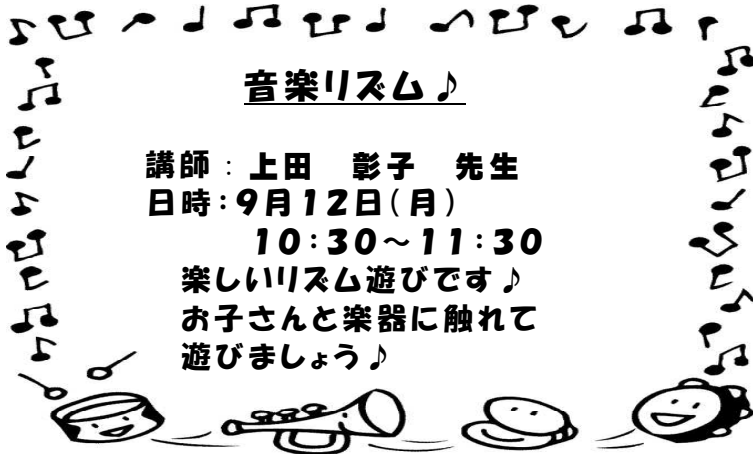 音楽リズム♪
講師：上田　彰子　先生
日時：９月１２日（月）
１０：３０～１１：３０
楽しいリズム遊びです♪
お子さんと楽器に触れて
遊びましょう♪